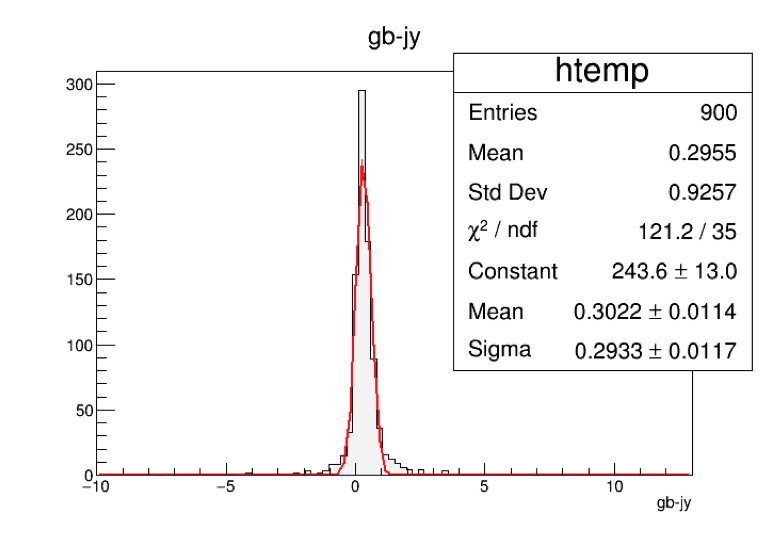 gb-jy
htemp
Entries 900
Mean 0.2955
Std Dev 0.9257
χ² / ndf 121.2 / 35
Constant 243.6 ± 13.0
Mean 0.3022 ± 0.0114
Sigma 0.2933 ± 0.0117
300
250
200
150
100
50
0
−10 −5 0 5 10
gb-jy